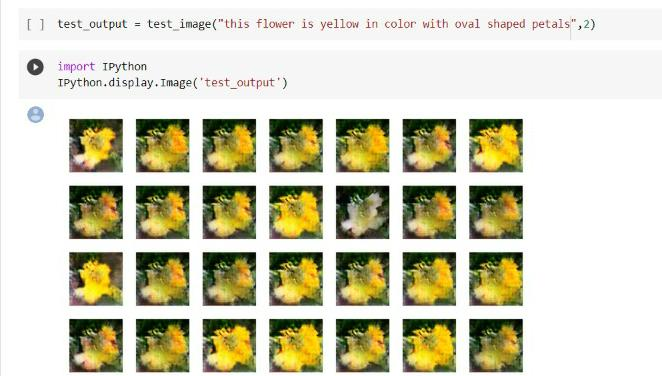 [ ] test_output = test_image("this flower is yellow in color with oval shaped petals",2)
import IPython
IPython.display.Image('test_output')